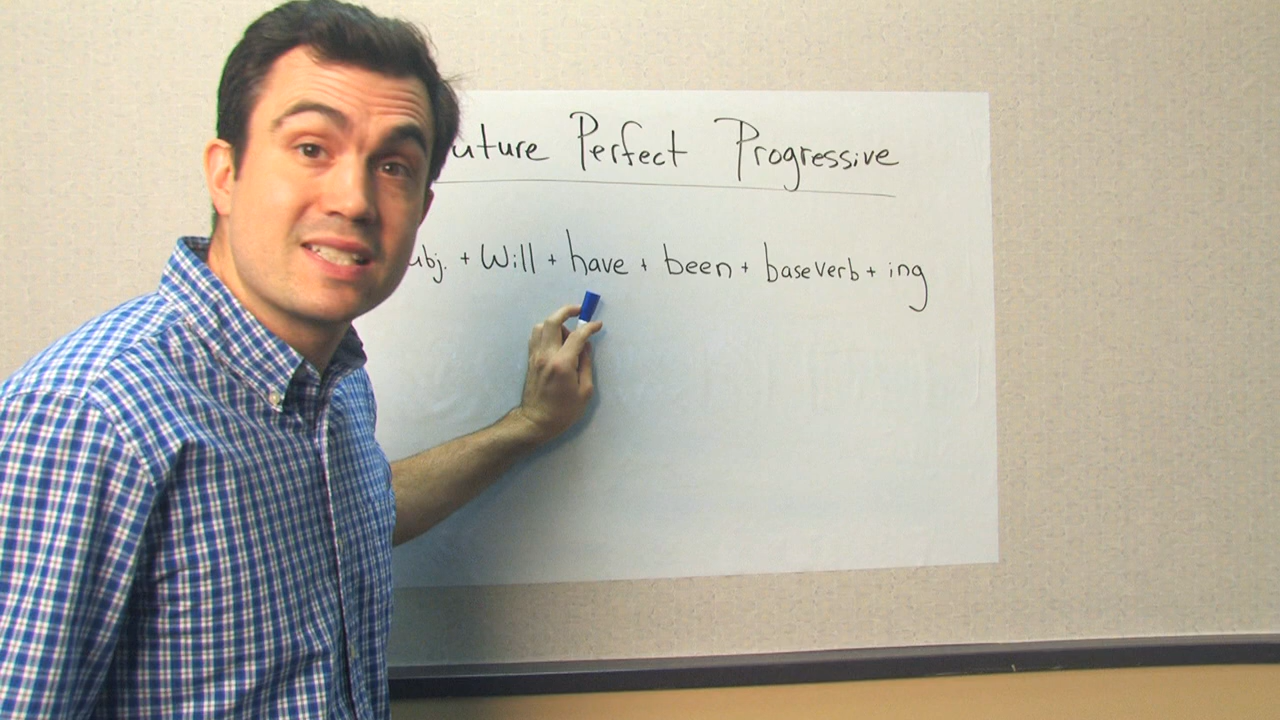 uture Perfect Progressive
ubj. + Will + have + been + baseverb + ing